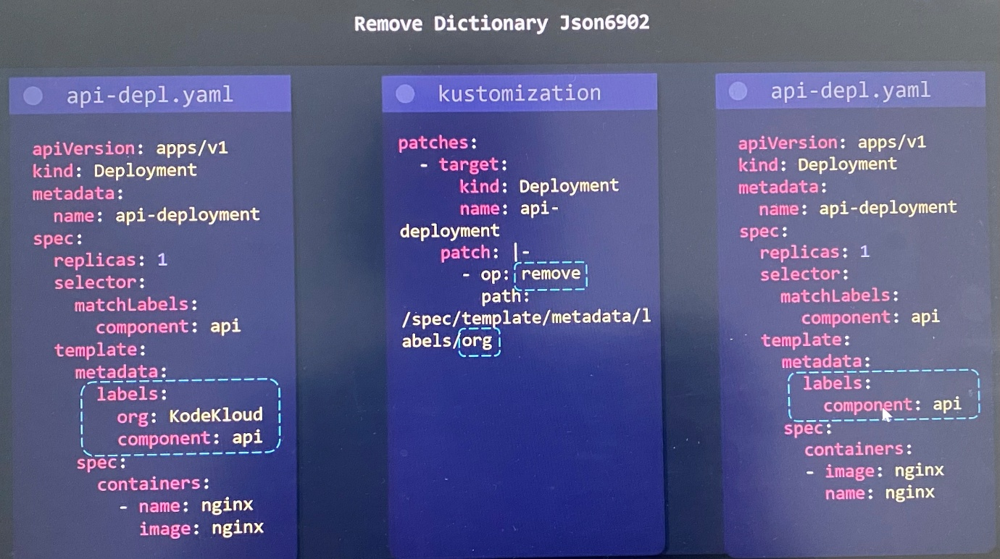 Remove Dictionary Json6902
api-depl.yaml
apiVersion: apps/v1
kind: Deployment
metadata:
  name: api-deployment
spec:
  replicas: 1
  selector:
    matchLabels:
      component: api
  template:
    metadata:
      labels:
        org: KodeKloud
        component: api
    spec:
      containers:
        - name: nginx
          image: nginx
kustomization
patches:
  - target:
      kind: Deployment
      name: api-
deployment
    patch: |-
      - op: remove
        path:
/spec/template/metadata/l
abels/org
api-depl.yaml
apiVersion: apps/v1
kind: Deployment
metadata:
  name: api-deployment
spec:
  replicas: 1
  selector:
    matchLabels:
      component: api
  template:
    metadata:
      labels:
        component: api
    spec:
      containers:
      - image: nginx
        name: nginx